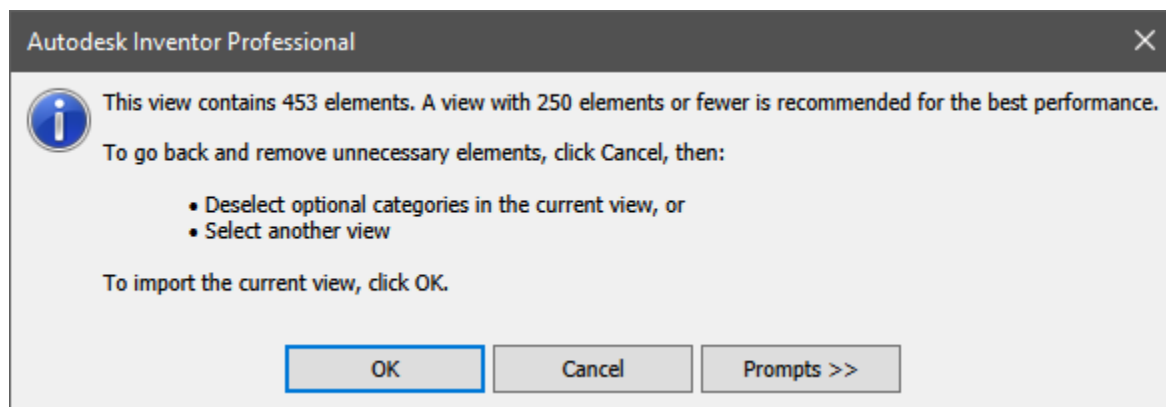 Autodesk Inventor Professional
This view contains 453 elements. A view with 250 elements or fewer is recommended for the best performance.
To go back and remove unnecessary elements, click Cancel, then:
• Deselect optional categories in the current view, or
• Select another view
To import the current view, click OK.
OK Cancel Prompts >>